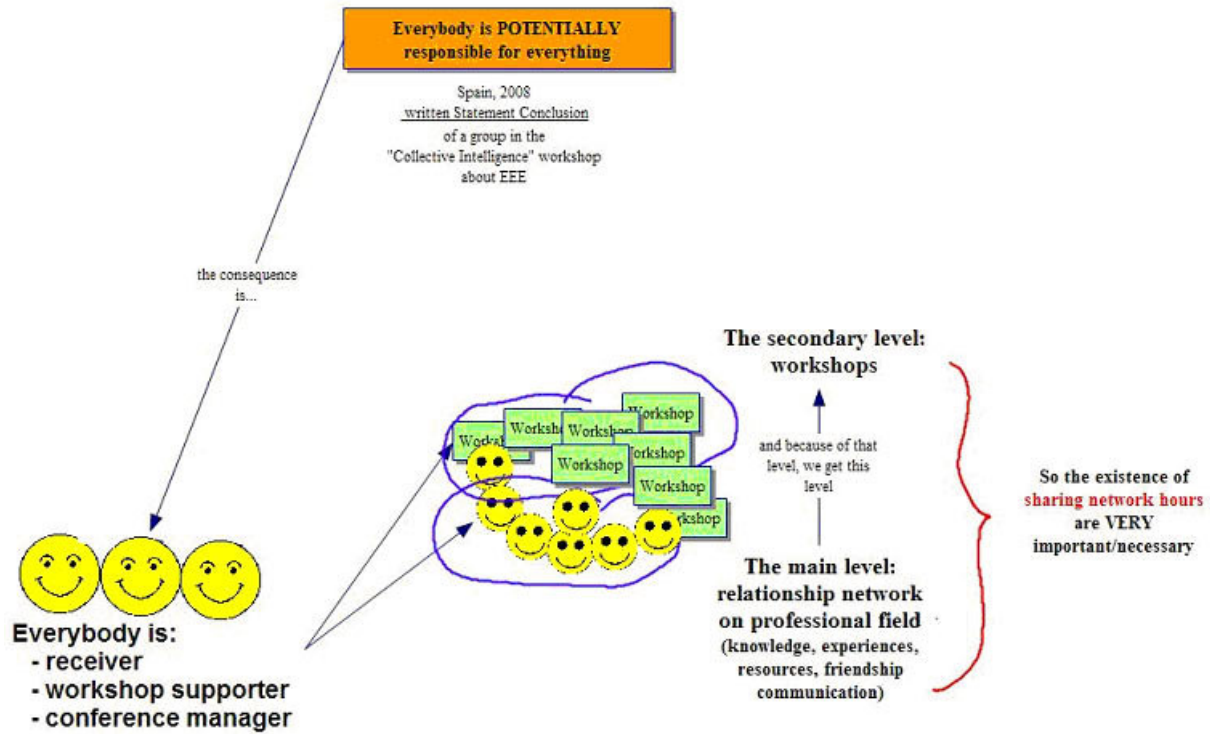 Everybody is POTENTIALLY
responsible for everything
Spain, 2008
written Statement Conclusion
of a group in the
"Collective Intelligence" workshop
about EEE
the consequence
is...
Everybody is:
- receiver
- workshop supporter
- conference manager
Workshop
Workshop
Workshop
Workshop
Workshop
The secondary level:
workshops
and because of that
level, we get this
level
The main level:
relationship network
on professional field
(knowledge, experiences,
resources, friendship
communication)
So the existence of
sharing network hours
are VERY
important/necessary